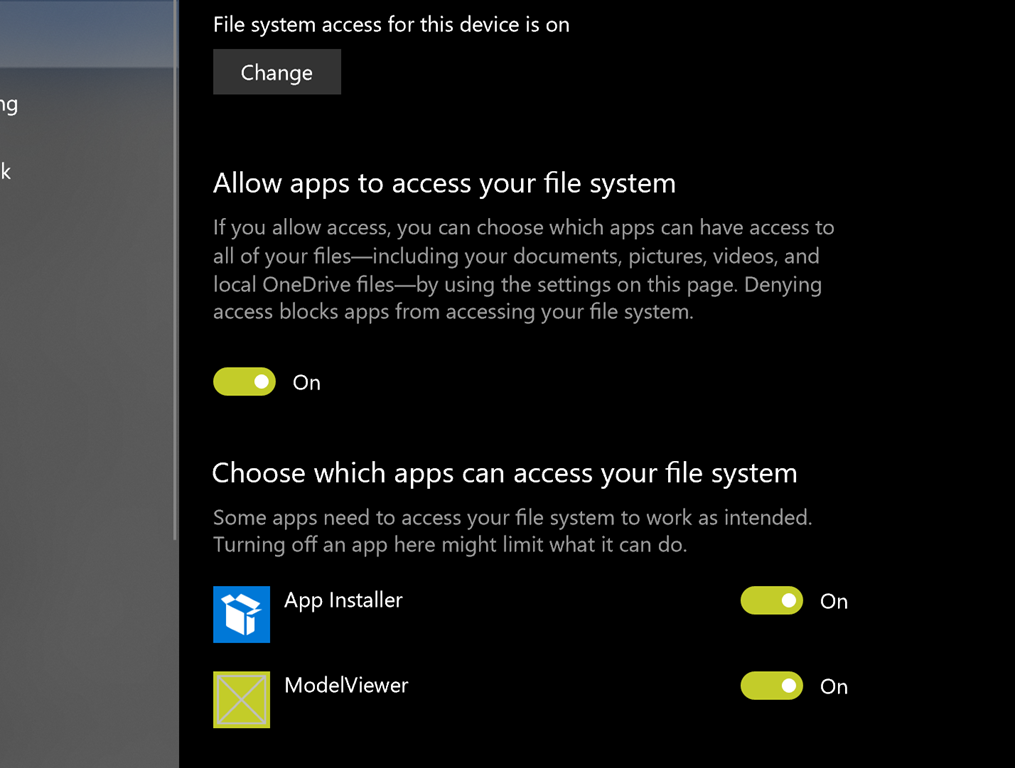 File system access for this device is on
Change
ng
k
Allow apps to access your file system
If you allow access, you can choose which apps can have access to
all of your files—including your documents, pictures, videos, and
local OneDrive files—by using the settings on this page. Denying
access blocks apps from accessing your file system.
On
Choose which apps can access your file system
Some apps need to access your file system to work as intended.
Turning off an app here might limit what it can do.
App Installer
On
ModelViewer
On